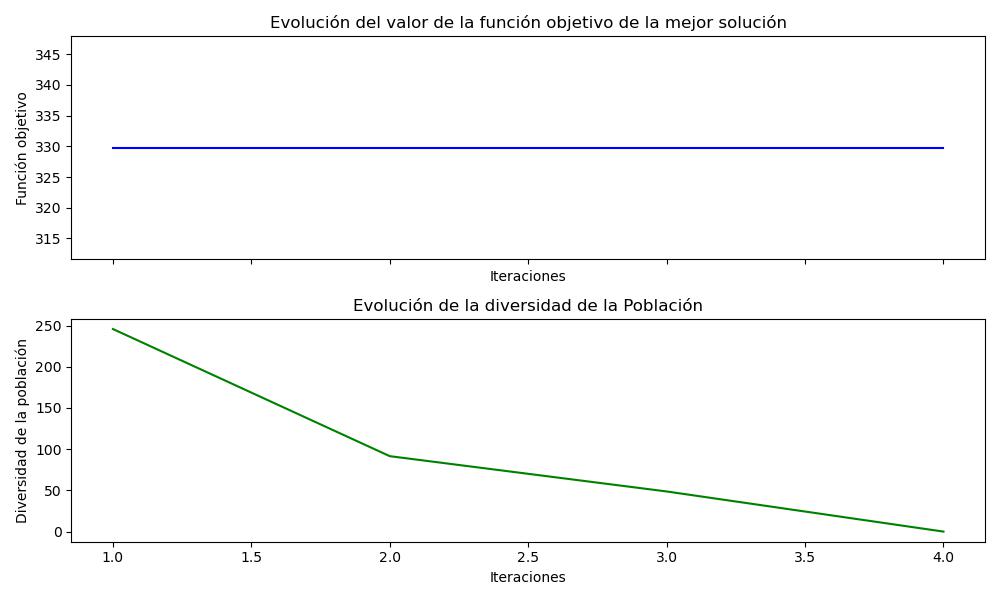 Evolución del valor de la función objetivo de la mejor solución
Función objetivo
345
340
335
330
325
320
315
Iteraciones
Evolución de la diversidad de la Población
Diversidad de la población
250
200
150
100
50
0
1.0 1.5 2.0 2.5 3.0 3.5 4.0
Iteraciones